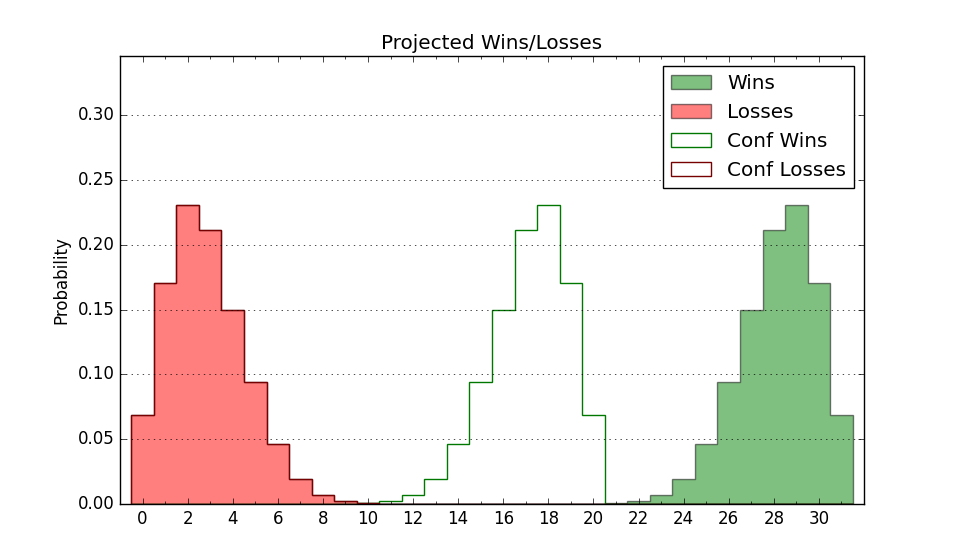 Projected Wins/Losses
Wins
Losses
Conf Wins
Conf Losses
Probability
0.30
0.25
0.20
0.15
0.10
0.05
0.00
0 2 4 6 8 10 12 14 16 18 20 22 24 26 28 30